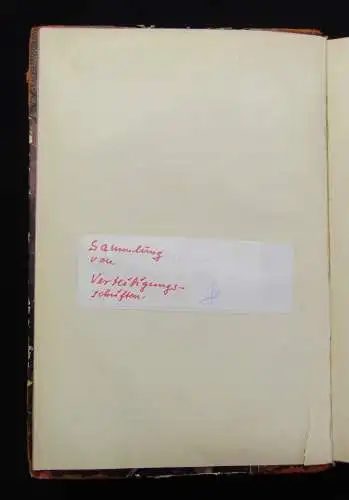 Sammlung
von
Verteidigungs-
schriften.